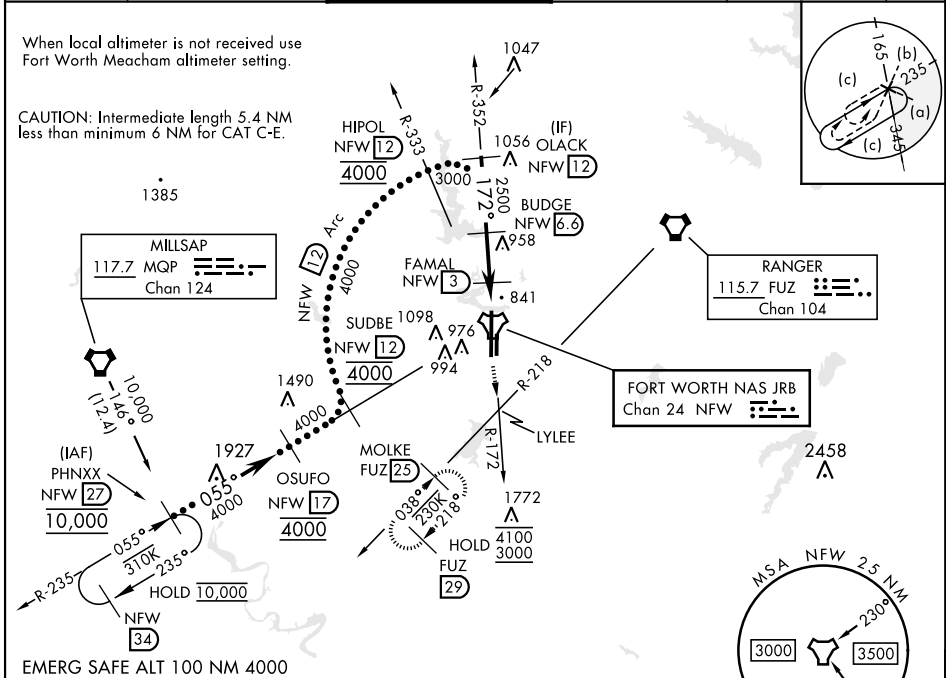 When local altimeter is not received use
Fort Worth Meacham altimeter setting.
CAUTION: Intermediate length 5.4 NM
less than minimum 6 NM for CAT C-E.
1385
1047
R-352
R-333
HIPOL
NFW 12
4000
3000
1056
(IF)
OLACK
NFW 12
2500
172°
BUDGE
NFW 6.6
958
FAMAL
NFW 3
841
165
(b)
235
(c)
(a)
(c)
345
MILLSAP
117.7 MQP
Chan 124
RANGER
115.7 FUZ
Chan 104
NFW 12 Arc
4000
SUDBE
NFW 12
4000
1098
976
994
FORT WORTH NAS JRB
Chan 24 NFW
R-218
LYLEE
R-172
10,000
146°
(12.4)
1490
4000
1927
(IAF)
PHNXX
NFW 27
10,000
055°
4000
OSUFO
NFW 17
4000
MOLKE
FUZ 25
038°
230K
218°
1772
HOLD 4100
3000
FUZ
29
2458
055°
310K
235°
R-235
HOLD 10,000
NFW
34
EMERG SAFE ALT 100 NM 4000
MSA NFW 25 NM
230°
3000
3500